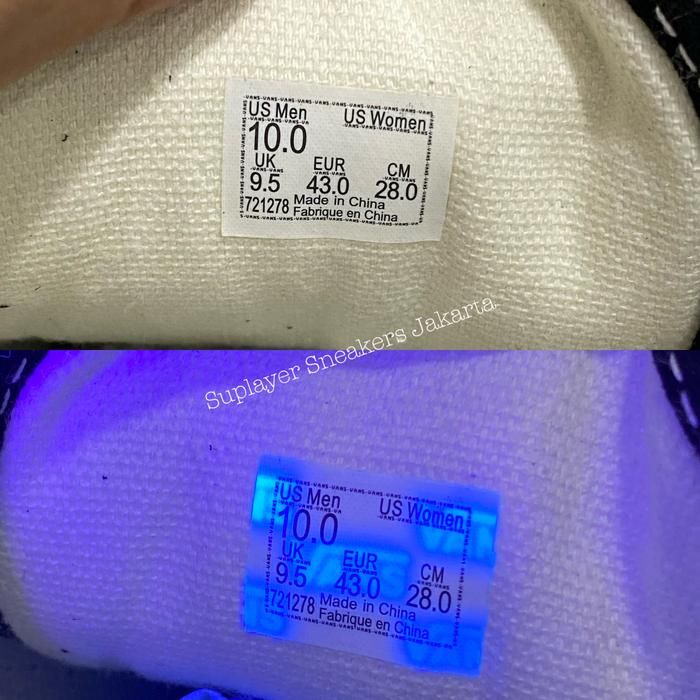 US Men US Women
10.0
UK EUR CM
9.5 43.0 28.0
721278 Made in China
Fabrique en China
Suplayer Sneakers Jakarta
US Men US Women
10.0
UK EUR CM
9.5 43.0 28.0
721278 Made in China
Fabrique en China